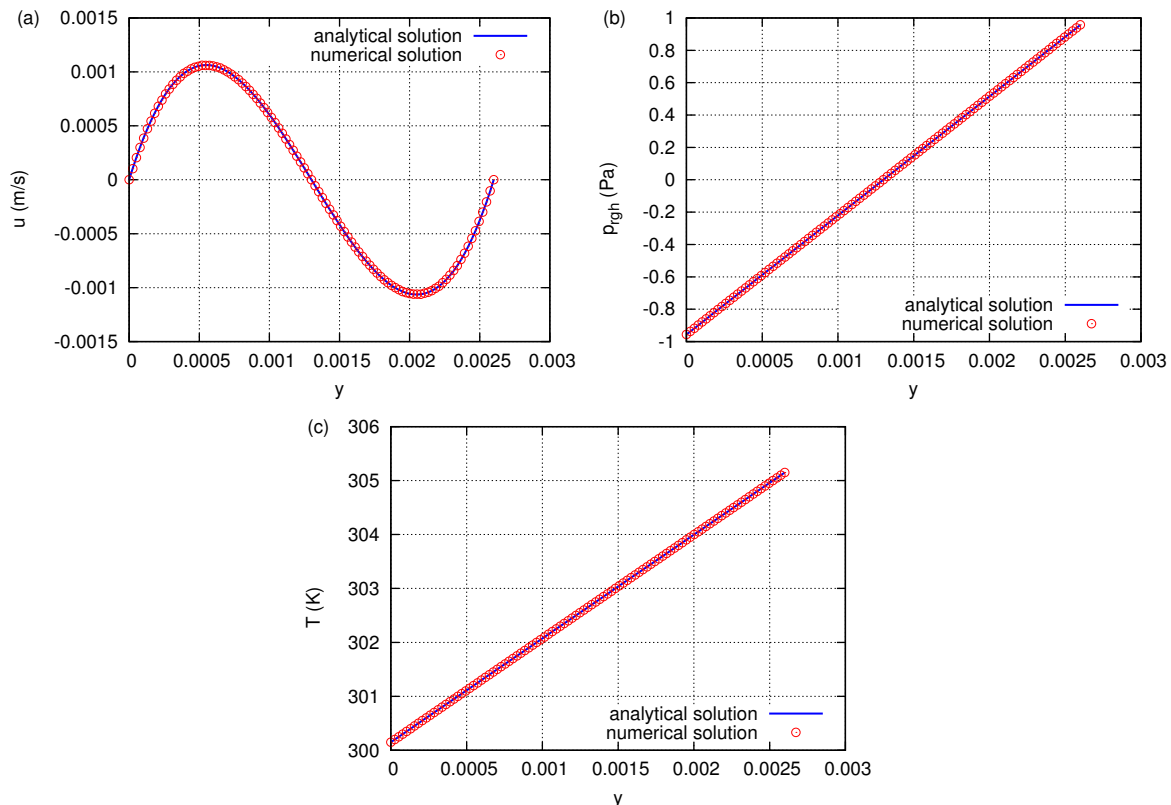 (a)
0.0015
0.001
0.0005
0
-0.0005
-0.001
-0.0015
u (m/s)
analytical solution
numerical solution
0 0.0005 0.001 0.0015 0.002 0.0025 0.003
y
(b)
1
0.8
0.6
0.4
0.2
0
-0.2
-0.4
-0.6
-0.8
-1
p_rgh (Pa)
analytical solution
numerical solution
0 0.0005 0.001 0.0015 0.002 0.0025 0.003
y
(c)
306
305
304
303
302
301
300
T (K)
analytical solution
numerical solution
0 0.0005 0.001 0.0015 0.002 0.0025 0.003
y